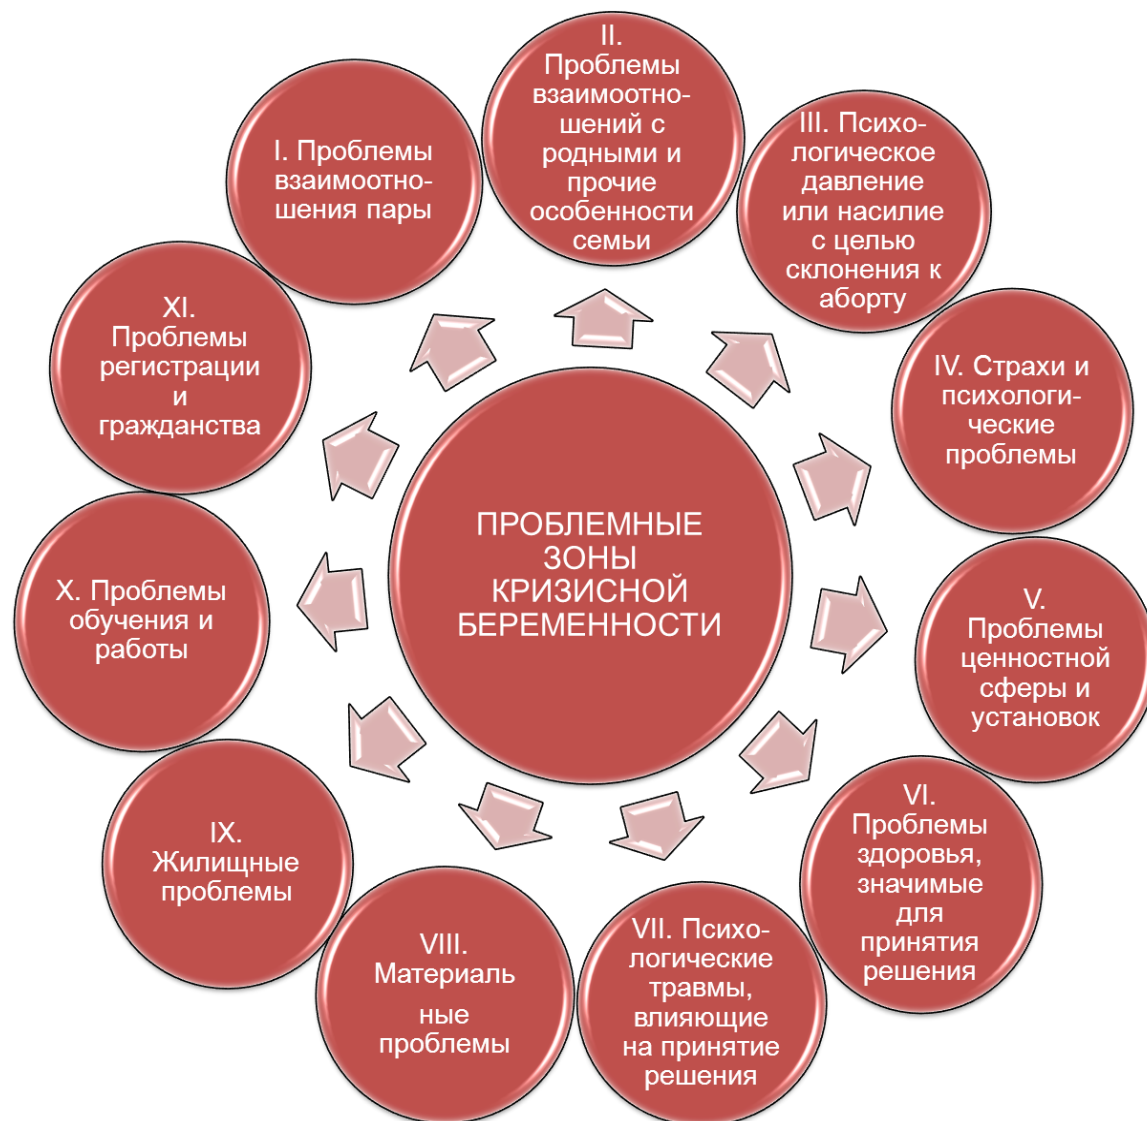 ПРОБЛЕМНЫЕ
ЗОНЫ
КРИЗИСНОЙ
БЕРЕМЕННОСТИ
I. Проблемы
взаимоотно-
шения пары
II.
Проблемы
взаимоотно-
шений с
родными и
прочие
особенности
семьи
III. Психо-
логическое
давление
или насилие
с целью
склонения к
аборту
IV. Страхи и
психологи-
ческие
проблемы
V.
Проблемы
ценностной
сферы и
установок
VI.
Проблемы
здоровья,
значимые
для
принятия
решения
VII. Психо-
логические
травмы,
влияющие
на принятие
решения
VIII.
Материаль
ные
проблемы
IX.
Жилищные
проблемы
X. Проблемы
обучения и
работы
XI.
Проблемы
регистрации
и
гражданства